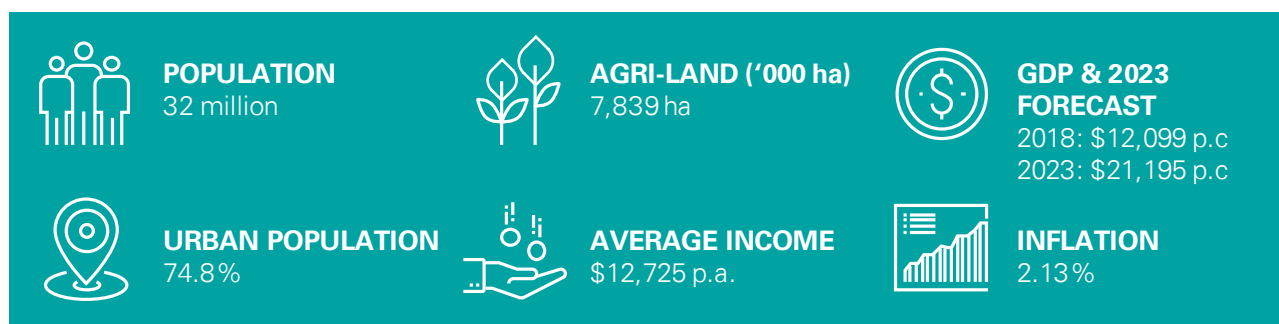 POPULATION
32 million
AGRI-LAND (‘000 ha)
7,839 ha
GDP & 2023
FORECAST
2018: $12,099 p.c
2023: $21,195 p.c
URBAN POPULATION
74.8%
AVERAGE INCOME
$12,725 p.a.
INFLATION
2.13%